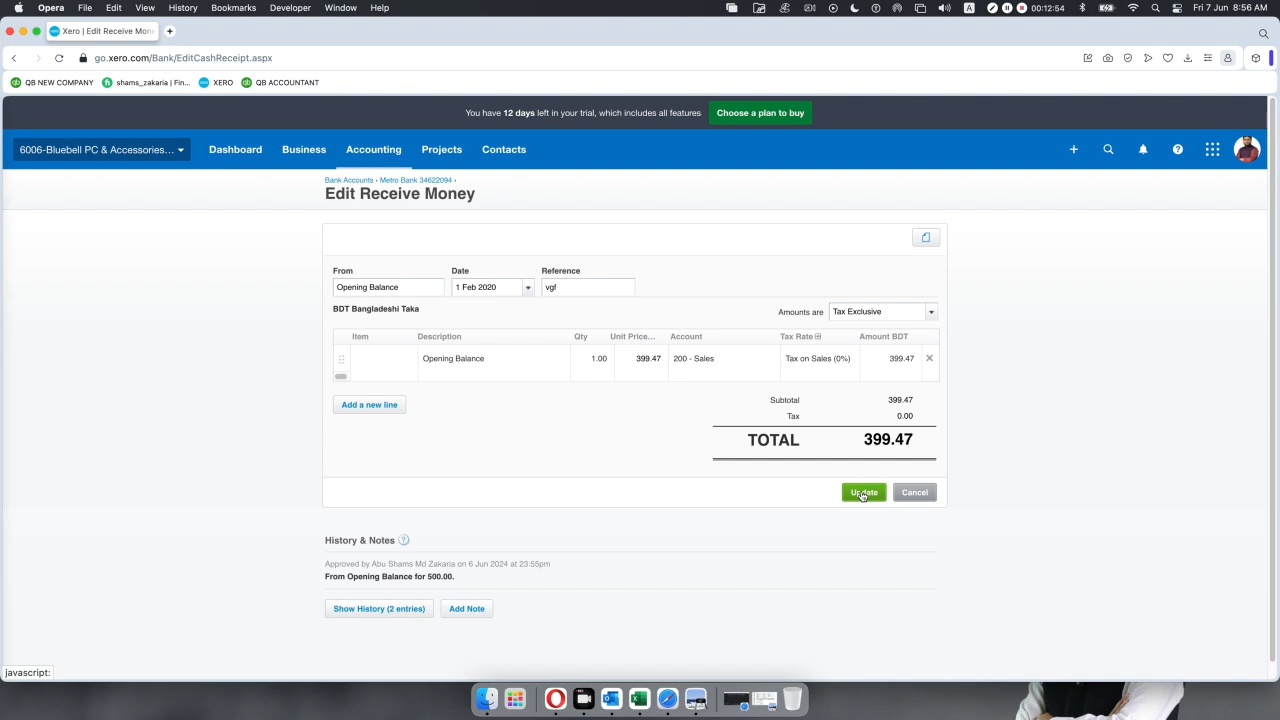 Opera File Edit View History Bookmarks Developer Window Help
00:12:54
Fri 7 Jun 8:56 AM
Xero | Edit Receive Mon
go.xero.com/Bank/EditCashReceipt.aspx
QB NEW COMPANY shams_zakaria | Fin... XERO QB ACCOUNTANT
You have 12 days left in your trial, which includes all features Choose a plan to buy
6006-Bluebell PC & Accessories... Dashboard Business Accounting Projects Contacts
Bank Accounts › Metro Bank 34622094 ›
Edit Receive Money
From Date Reference
Opening Balance 1 Feb 2020 vgf
BDT Bangladeshi Taka Amounts are Tax Exclusive
Item Description Qty Unit Price... Account Tax Rate Amount BDT
Opening Balance 1.00 399.47 200 - Sales Tax on Sales (0%) 399.47
Add a new line
Subtotal 399.47
Tax 0.00
TOTAL 399.47
Update Cancel
History & Notes ?
Approved by Abu Shams Md Zakaria on 6 Jun 2024 at 23:55pm
From Opening Balance for 500.00.
Show History (2 entries) Add Note
javascript: